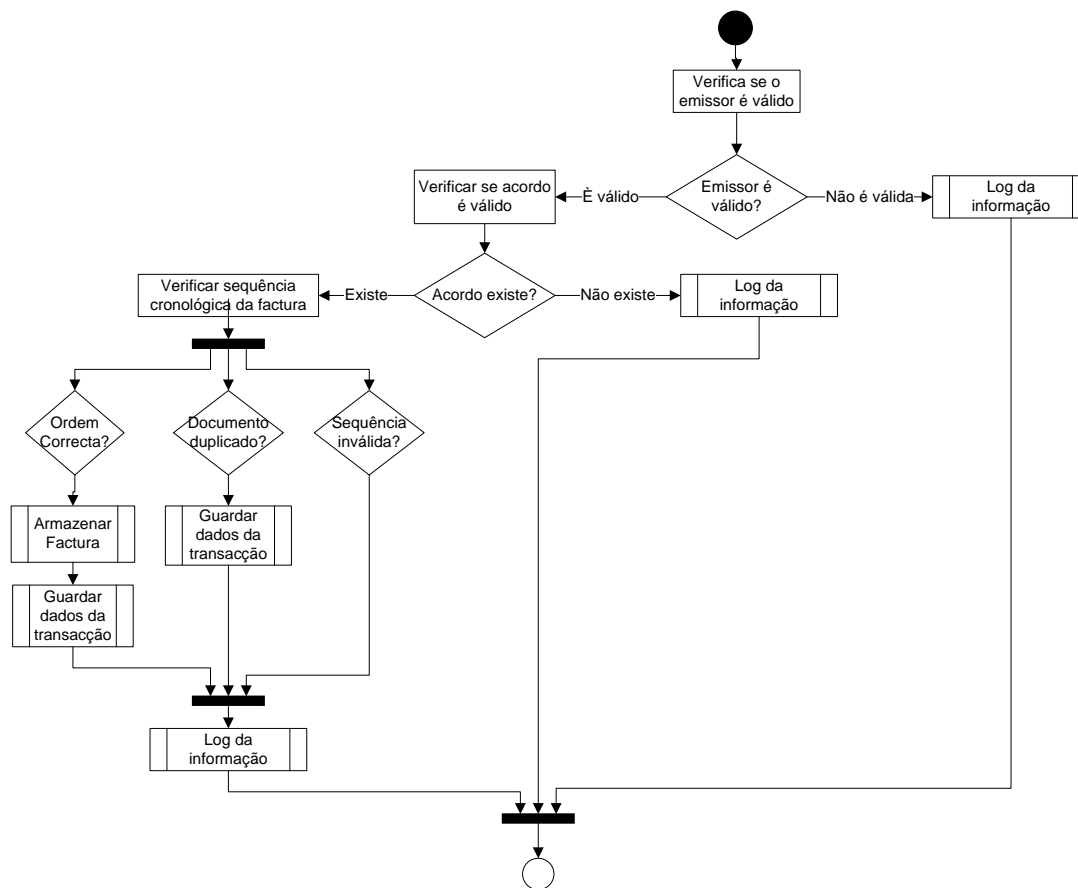 Verifica se o
emissor é válido
Emissor é
válido?
È válido
Não é válida
Log da
informação
Verificar se acordo
é válido
Acordo existe?
Existe
Não existe
Log da
informação
Verificar sequência
cronológica da factura
Ordem
Correcta?
Documento
duplicado?
Sequência
inválida?
Armazenar
Factura
Guardar
dados da
transacção
Guardar
dados da
transacção
Log da
informação